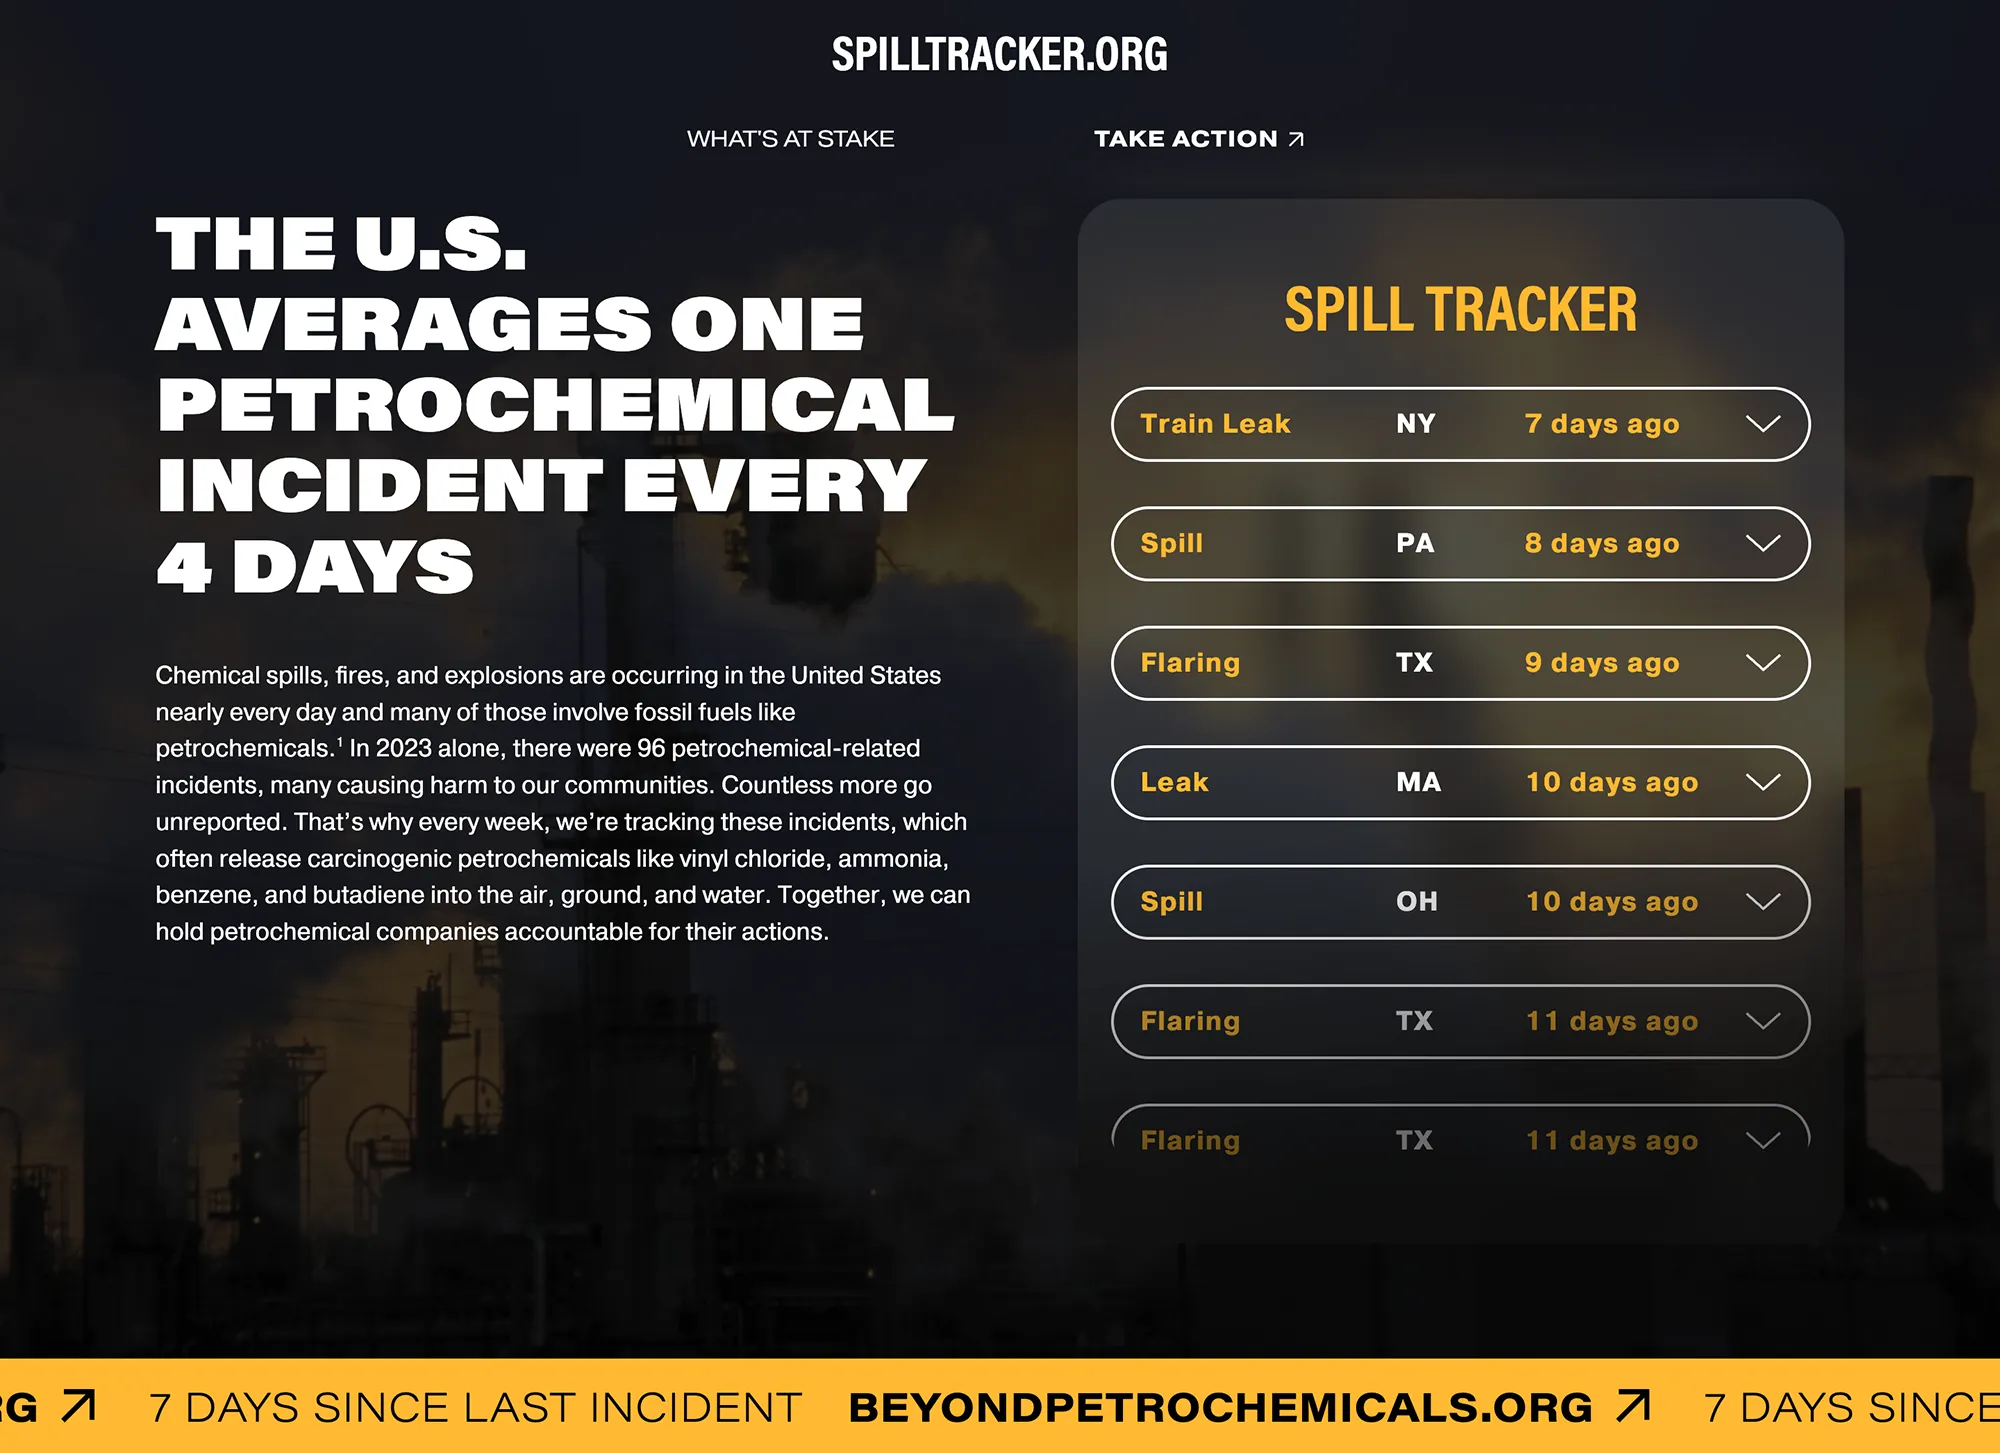 SPILLTRACKER.ORG
WHAT'S AT STAKE
TAKE ACTION ↗
THE U.S.
AVERAGES ONE
PETROCHEMICAL
INCIDENT EVERY
4 DAYS
Chemical spills, fires, and explosions are occurring in the United States
nearly every day and many of those involve fossil fuels like
petrochemicals.¹ In 2023 alone, there were 96 petrochemical-related
incidents, many causing harm to our communities. Countless more go
unreported. That’s why every week, we’re tracking these incidents, which
often release carcinogenic petrochemicals like vinyl chloride, ammonia,
benzene, and butadiene into the air, ground, and water. Together, we can
hold petrochemical companies accountable for their actions.
SPILL TRACKER
Train Leak NY 7 days ago
Spill PA 8 days ago
Flaring TX 9 days ago
Leak MA 10 days ago
Spill OH 10 days ago
Flaring TX 11 days ago
Flaring TX 11 days ago
RG ↗ 7 DAYS SINCE LAST INCIDENT BEYONDPETROCHEMICALS.ORG ↗ 7 DAYS SINCE